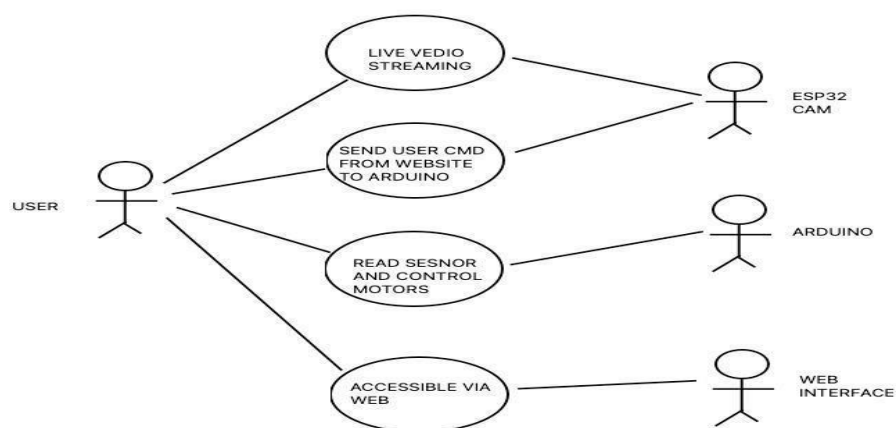 LIVE VEDIO
STREAMING
ESP32
CAM
SEND USER CMD
FROM WEBSITE
TO ARDUINO
USER
ARDUINO
READ SESNOR
AND CONTROL
MOTORS
ACCESSIBLE VIA
WEB
WEB
INTERFACE